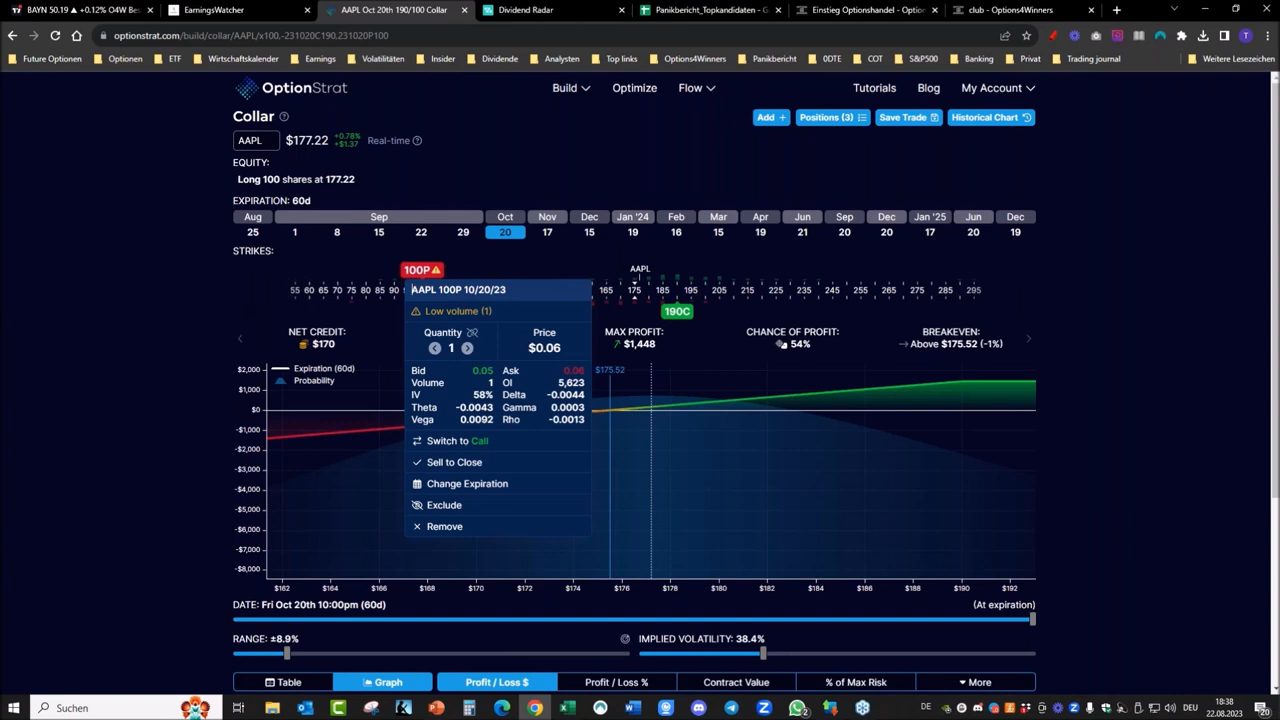 BAYN 50.19 ▲ +0.12% O4W Bes
EarningsWatcher
AAPL Oct 20th 190/100 Collar
Dividend Radar
Panikbericht_Topkandidaten - G
Einstieg Optionshandel - Option
club - Options4Winners
optionstrat.com/build/collar/AAPL/x100,-231020C190,231020P100
Future Optionen
Optionen
ETF
Wirtschaftskalender
Earnings
Volatilitäten
Insider
Dividende
Analysten
Top links
Options4Winners
Panikbericht
0DTE
COT
S&P500
Banking
Privat
Trading journal
Weitere Lesezeichen
OptionStrat
Build
Optimize
Flow
Tutorials
Blog
My Account
Collar
Add +
Positions (3)
Save Trade
Historical Chart
AAPL
$177.22
+0.78%
+$1.37
Real-time
EQUITY:
Long 100 shares at 177.22
EXPIRATION: 60d
Aug Sep Oct Nov Dec Jan '24 Feb Mar Apr Jun Sep Dec Jan '25 Jun Dec
25 1 8 15 22 29 20 17 15 19 16 15 19 21 20 20 17 20 19
STRIKES:
100P
AAPL
55 60 65 70 75 80 85 90 165 175 185 195 205 215 225 235 245 255 265 275 285 295
190C
AAPL 100P 10/20/23
Low volume (1)
Quantity Price
1 $0.06
Bid 0.05 Ask 0.06
Volume 1 OI 5,623
IV 58% Delta -0.0044
Theta -0.0043 Gamma 0.0003
Vega 0.0092 Rho -0.0013
Switch to Call
Sell to Close
Change Expiration
Exclude
Remove
NET CREDIT:
$170
MAX PROFIT:
$1,448
CHANCE OF PROFIT:
54%
BREAKEVEN:
Above $175.52 (-1%)
Expiration (60d)
Probability
$175.52
$2,000
$1,000
$0
-$1,000
-$2,000
-$3,000
-$4,000
-$5,000
-$6,000
-$7,000
-$8,000
$162 $164 $166 $168 $170 $172 $174 $176 $178 $180 $182 $184 $186 $188 $190 $192
DATE: Fri Oct 20th 10:00pm (60d)
(At expiration)
RANGE: ±8.9%
IMPLIED VOLATILITY: 38.4%
Table
Graph
Profit / Loss $
Profit / Loss %
Contract Value
% of Max Risk
More
Suchen
DEU
18:38
22.08.2023